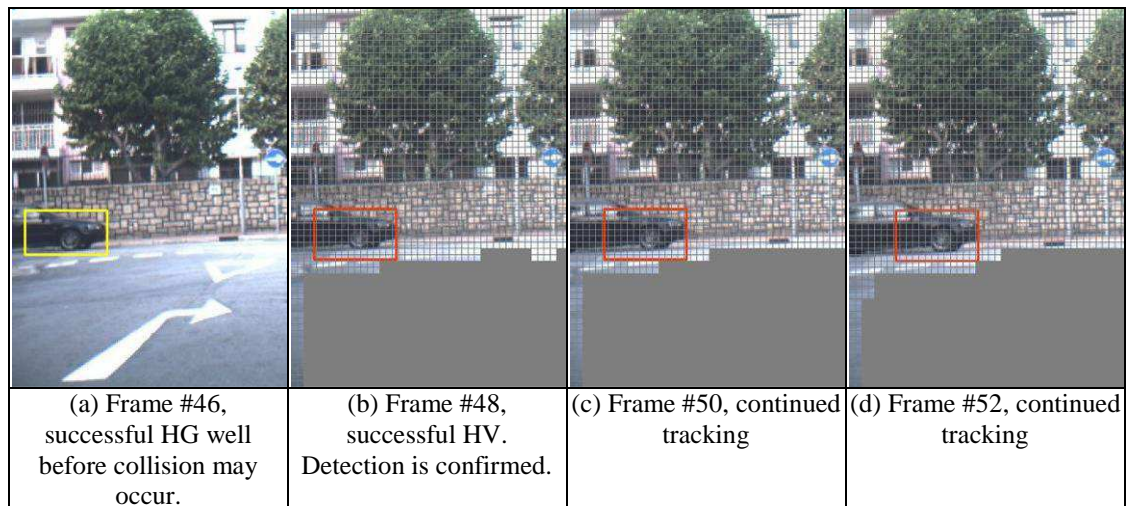 (a) Frame #46,
successful HG well
before collision may
occur.
(b) Frame #48,
successful HV.
Detection is confirmed.
(c) Frame #50, continued
tracking
(d) Frame #52, continued
tracking